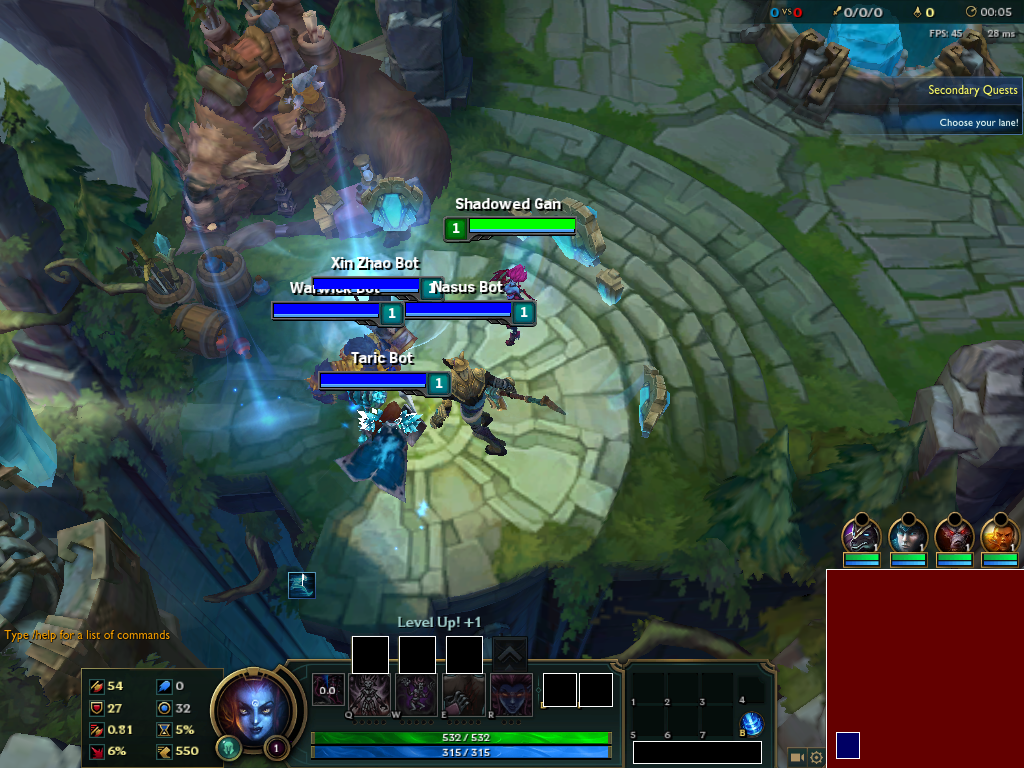 0 vs 0 0/0/0 0 00:05
FPS: 45 28 ms
Secondary Quests
Choose your lane!
Shadowed Gan
1
Xin Zhao Bot
1
Warwick Bot
Nasus Bot
1
1
Taric Bot
1
Type /help for a list of commands
Level Up! +1
54 0
27 32
0.81 5%
6% 550
1
0.0
Q W E R
532 / 532
315 / 315
1 2 3 4
5 6 7 B